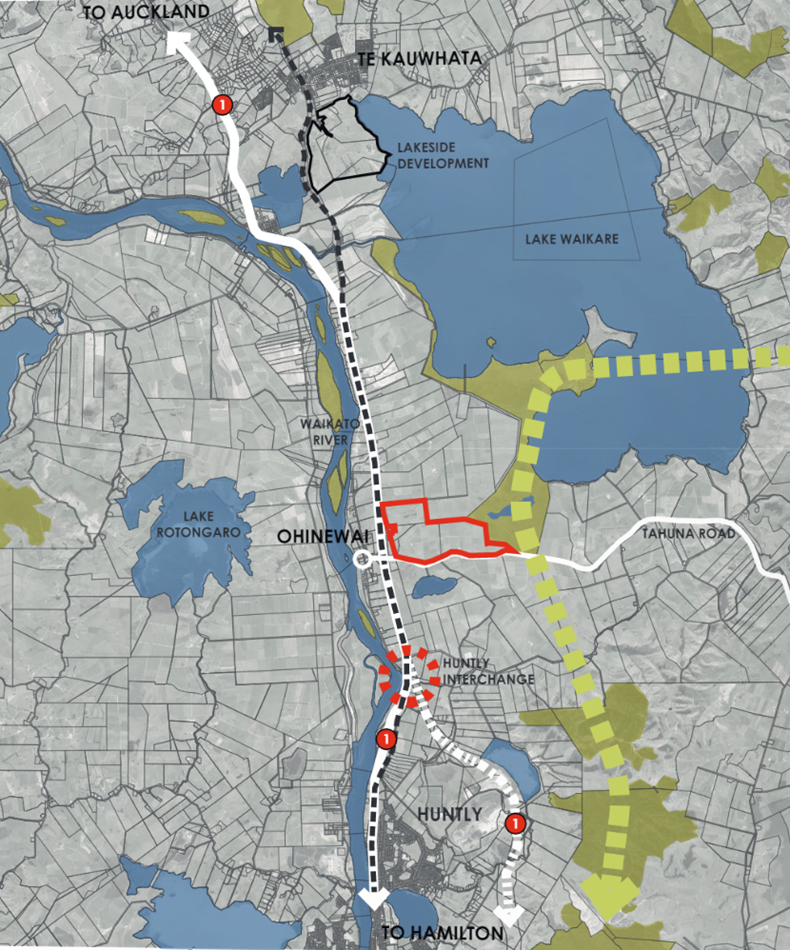 TO AUCKLAND
TE KAUWHATA
1
LAKESIDE
DEVELOPMENT
LAKE WAIKARE
WAIKATO
RIVER
LAKE
ROTONGARO
OHINEWAI
TAHUNA ROAD
HUNTLY
INTERCHANGE
1
HUNTLY
1
TO HAMILTON